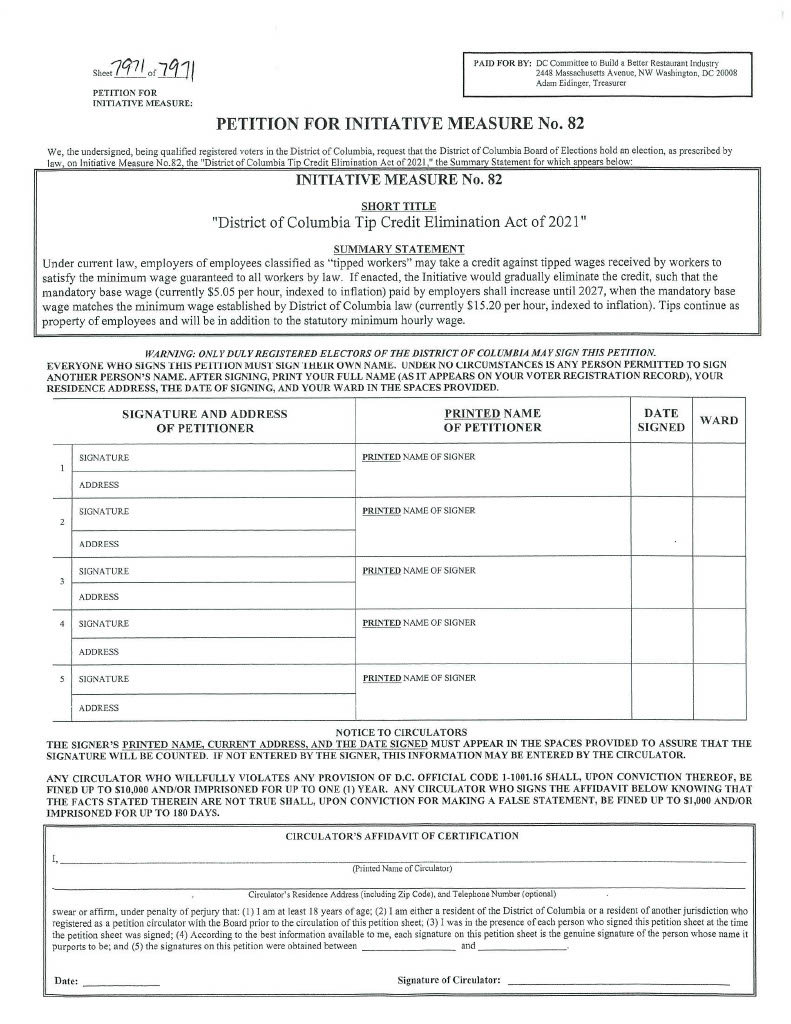 Sheet 7971 of 7971
PETITION FOR
INITIATIVE MEASURE:
PAID FOR BY: DC Committee to Build a Better Restaurant Industry
2448 Massachusetts Avenue, NW Washington, DC 20008
Adam Eidinger, Treasurer
PETITION FOR INITIATIVE MEASURE No. 82
We, the undersigned, being qualified registered voters in the District of Columbia, request that the District of Columbia Board of Elections hold an election, as prescribed by
law, on Initiative Measure No.82, the "District of Columbia Tip Credit Elimination Act of 2021," the Summary Statement for which appears below:
INITIATIVE MEASURE No. 82
SHORT TITLE
"District of Columbia Tip Credit Elimination Act of 2021"
SUMMARY STATEMENT
Under current law, employers of employees classified as “tipped workers” may take a credit against tipped wages received by workers to
satisfy the minimum wage guaranteed to all workers by law. If enacted, the Initiative would gradually eliminate the credit, such that the
mandatory base wage (currently $5.05 per hour, indexed to inflation) paid by employers shall increase until 2027, when the mandatory base
wage matches the minimum wage established by District of Columbia law (currently $15.20 per hour, indexed to inflation). Tips continue as
property of employees and will be in addition to the statutory minimum hourly wage.
WARNING: ONLY DULY REGISTERED ELECTORS OF THE DISTRICT OF COLUMBIA MAY SIGN THIS PETITION.
EVERYONE WHO SIGNS THIS PETITION MUST SIGN THEIR OWN NAME. UNDER NO CIRCUMSTANCES IS ANY PERSON PERMITTED TO SIGN
ANOTHER PERSON'S NAME. AFTER SIGNING, PRINT YOUR FULL NAME (AS IT APPEARS ON YOUR VOTER REGISTRATION RECORD), YOUR
RESIDENCE ADDRESS, THE DATE OF SIGNING, AND YOUR WARD IN THE SPACES PROVIDED.
SIGNATURE AND ADDRESS
OF PETITIONER
PRINTED NAME
OF PETITIONER
DATE
SIGNED
WARD
1 SIGNATURE
PRINTED NAME OF SIGNER
ADDRESS
2 SIGNATURE
PRINTED NAME OF SIGNER
ADDRESS
3 SIGNATURE
PRINTED NAME OF SIGNER
ADDRESS
4 SIGNATURE
PRINTED NAME OF SIGNER
ADDRESS
5 SIGNATURE
PRINTED NAME OF SIGNER
ADDRESS
NOTICE TO CIRCULATORS
THE SIGNER'S PRINTED NAME, CURRENT ADDRESS, AND THE DATE SIGNED MUST APPEAR IN THE SPACES PROVIDED TO ASSURE THAT THE
SIGNATURE WILL BE COUNTED. IF NOT ENTERED BY THE SIGNER, THIS INFORMATION MAY BE ENTERED BY THE CIRCULATOR.
ANY CIRCULATOR WHO WILLFULLY VIOLATES ANY PROVISION OF D.C. OFFICIAL CODE 1-1001.16 SHALL, UPON CONVICTION THEREOF, BE
FINED UP TO $10,000 AND/OR IMPRISONED FOR UP TO ONE (1) YEAR. ANY CIRCULATOR WHO SIGNS THE AFFIDAVIT BELOW KNOWING THAT
THE FACTS STATED THEREIN ARE NOT TRUE SHALL, UPON CONVICTION FOR MAKING A FALSE STATEMENT, BE FINED UP TO $1,000 AND/OR
IMPRISONED FOR UP TO 180 DAYS.
CIRCULATOR'S AFFIDAVIT OF CERTIFICATION
I,
(Printed Name of Circulator)
Circulator's Residence Address (including Zip Code), and Telephone Number (optional)
swear or affirm, under penalty of perjury that: (1) I am at least 18 years of age; (2) I am either a resident of the District of Columbia or a resident of another jurisdiction who
registered as a petition circulator with the Board prior to the circulation of this petition sheet; (3) I was in the presence of each person who signed this petition sheet at the time
the petition sheet was signed; (4) According to the best information available to me, each signature on this petition sheet is the genuine signature of the person whose name it
purports to be; and (5) the signatures on this petition were obtained between ____ and ____.
Date: ____ Signature of Circulator: ____